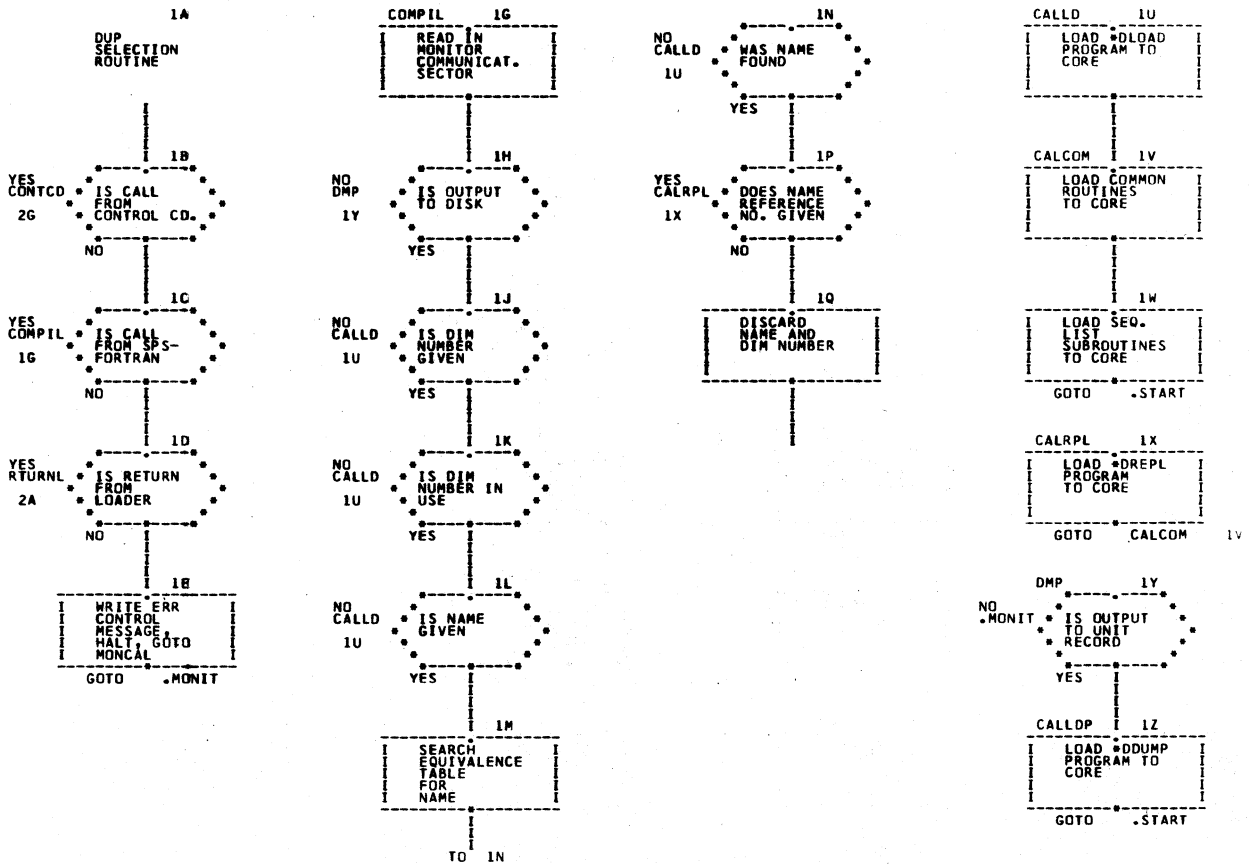 1A
DUP
SELECTION
ROUTINE
1B
YES
CONTCD
2G
IS CALL
FROM
CONTROL CD.
NO
1C
YES
COMPIL
1G
IS CALL
FROM SPS-
FORTRAN
NO
1D
YES
RTURNL
2A
IS RETURN
FROM
LOADER
NO
1E
WRITE ERR
CONTROL
MESSAGE,
HALT, GOTO
MONCAL
GOTO .MONIT
COMPIL 1G
READ IN
MONITOR
COMMUNICAT.
SECTOR
1H
NO
DMP
1Y
IS OUTPUT
TO DISK
YES
1J
NO
CALLD
1U
IS DIM
NUMBER
GIVEN
YES
1K
NO
CALLD
1U
IS DIM
NUMBER IN
USE
YES
1L
NO
CALLD
1U
IS NAME
GIVEN
YES
1M
SEARCH
EQUIVALENCE
TABLE
FOR
NAME
TO 1N
1N
NO
CALLD
1U
WAS NAME
FOUND
YES
1P
YES
CALRPL
1X
DOES NAME
REFERENCE
NO. GIVEN
NO
1Q
DISCARD
NAME AND
DIM NUMBER
CALLD 1U
LOAD *DLOAD
PROGRAM TO
CORE
CALCOM 1V
LOAD COMMON
ROUTINES
TO CORE
1W
LOAD SEQ.
LIST
SUBROUTINES
TO CORE
GOTO .START
CALRPL 1X
LOAD *DREPL
PROGRAM
TO CORE
GOTO CALCOM 1V
DMP 1Y
NO
.MONIT
IS OUTPUT
TO UNIT
RECORD
YES
CALLDP 1Z
LOAD *DDUMP
PROGRAM TO
CORE
GOTO .START